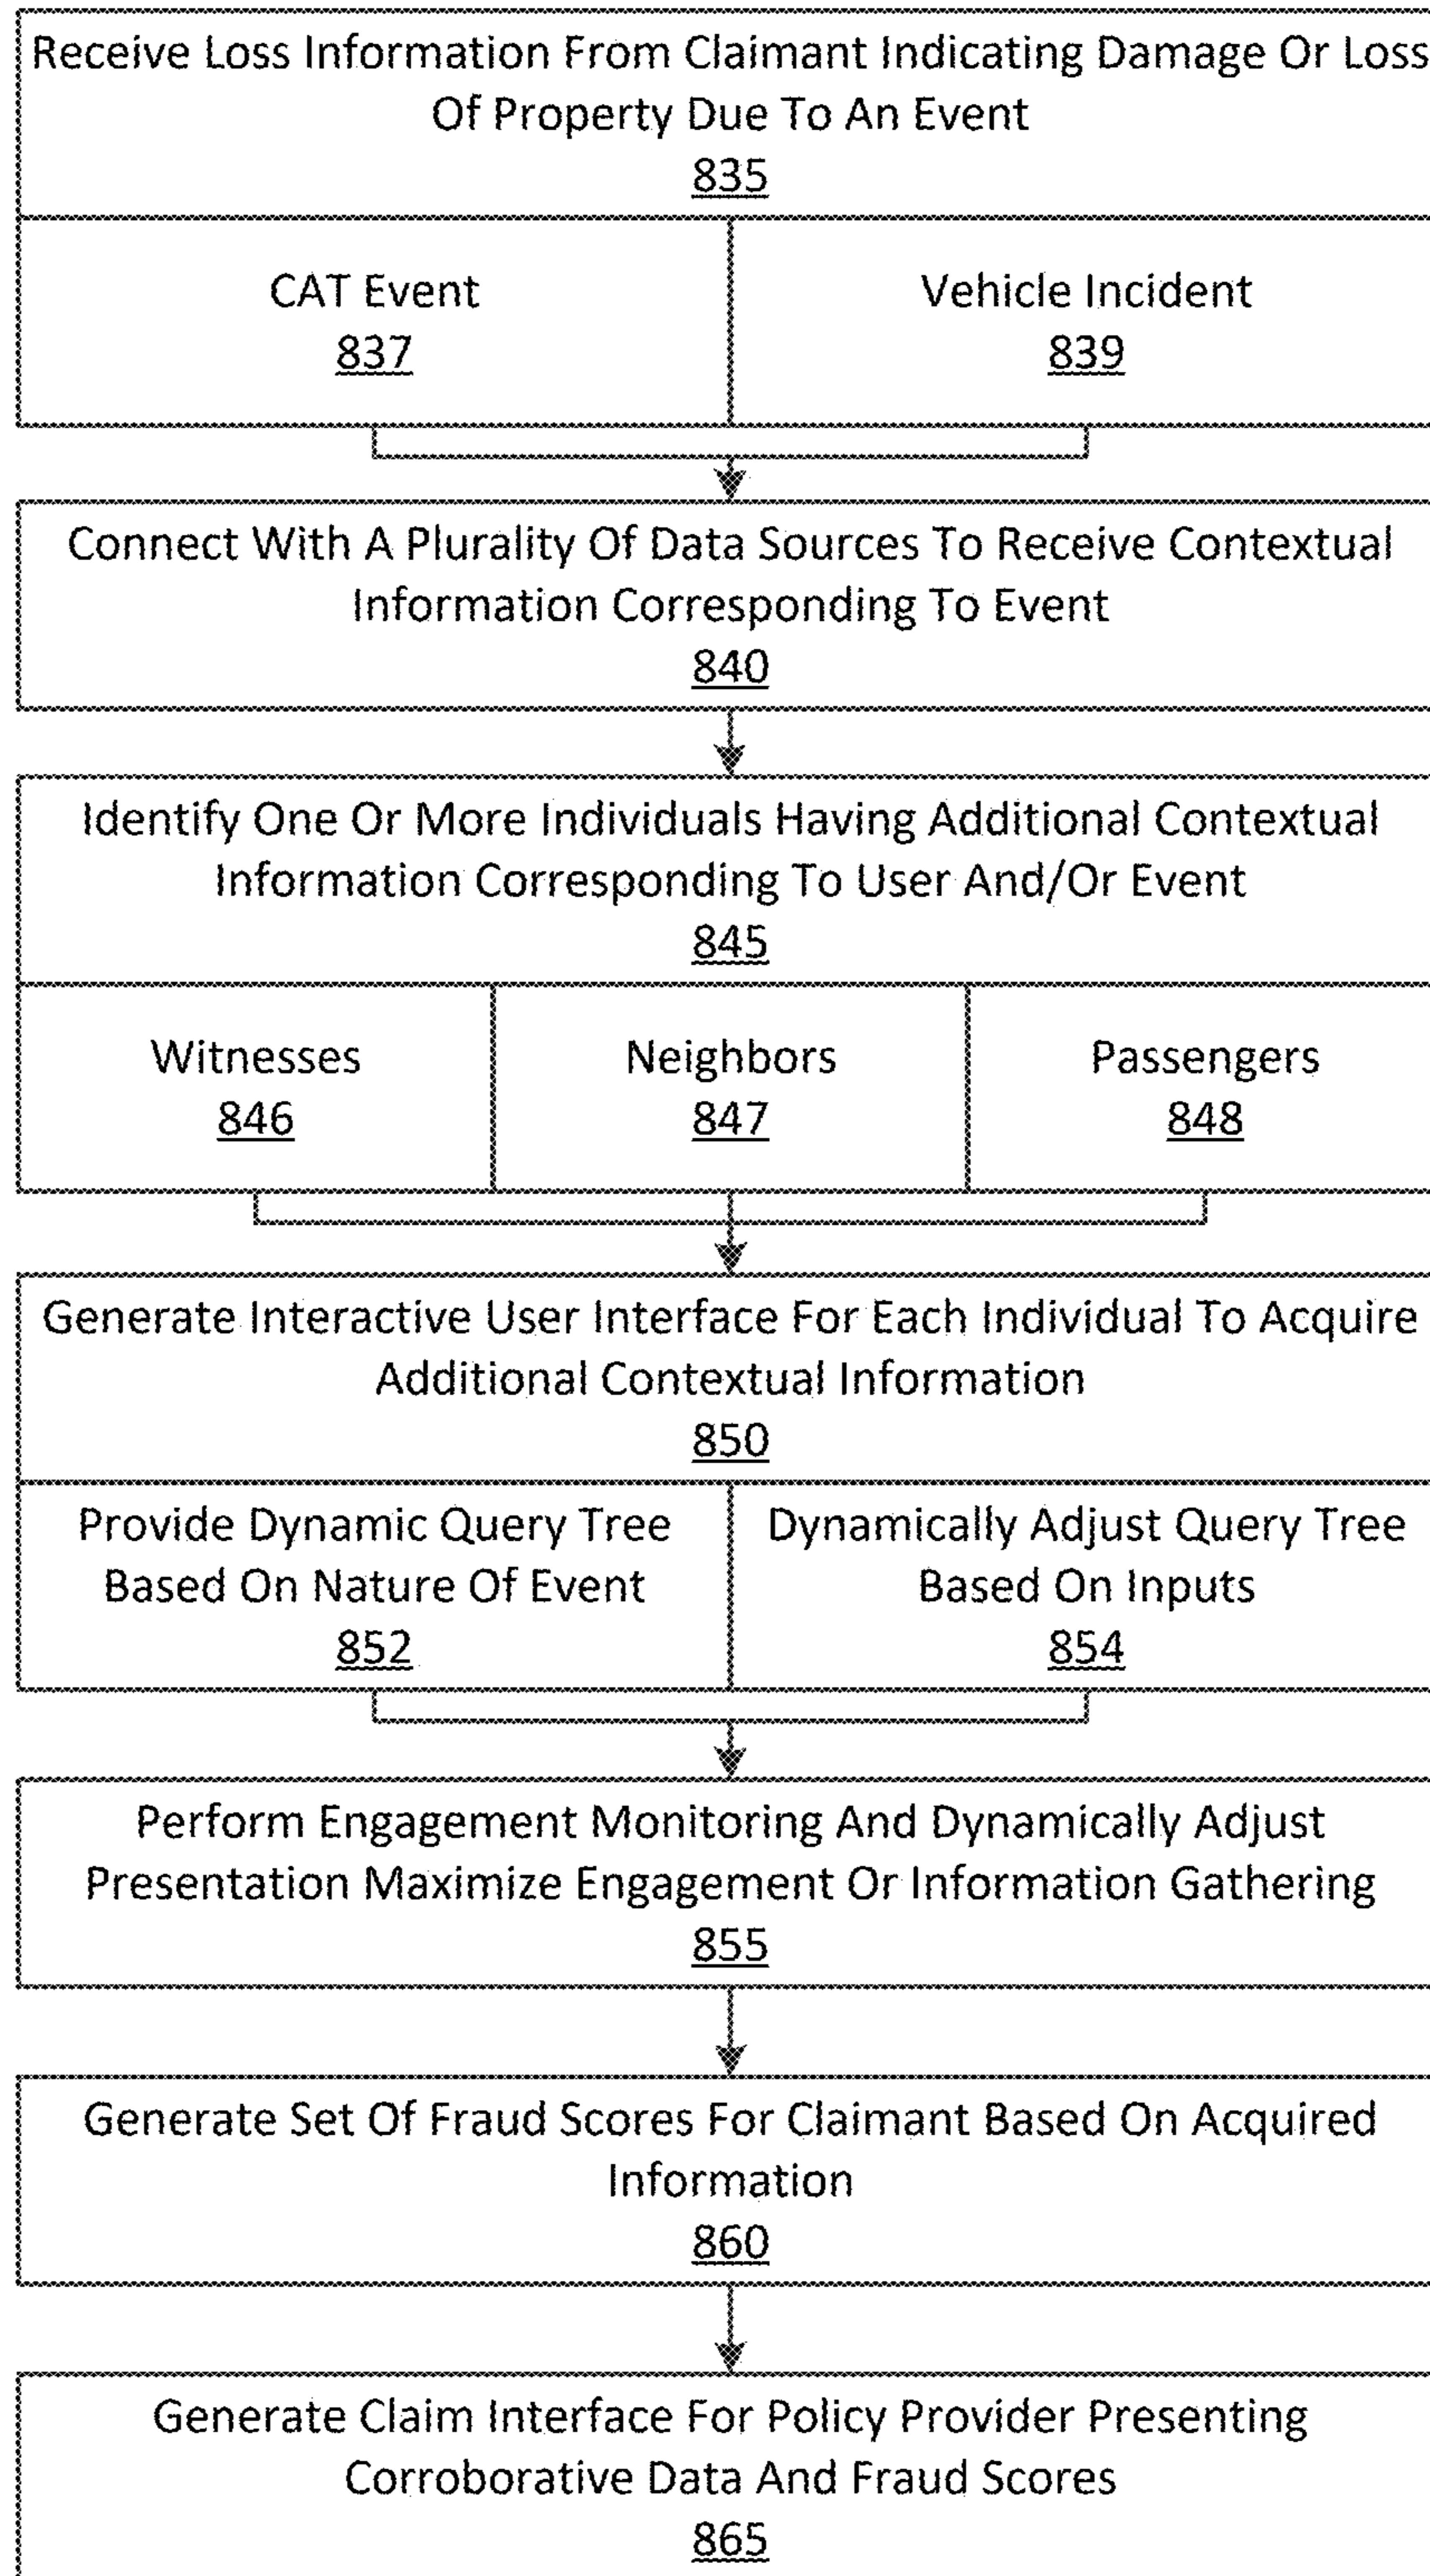 Receive Loss Information From Claimant Indicating Damage Or Loss
Of Property Due To An Event
835
CAT Event
837
Vehicle Incident
839
Connect With A Plurality Of Data Sources To Receive Contextual
Information Corresponding To Event
840
Identify One Or More Individuals Having Additional Contextual
Information Corresponding To User And/Or Event
845
Witnesses
846
Neighbors
847
Passengers
848
Generate Interactive User Interface For Each Individual To Acquire
Additional Contextual Information
850
Provide Dynamic Query Tree
Based On Nature Of Event
852
Dynamically Adjust Query Tree
Based On Inputs
854
Perform Engagement Monitoring And Dynamically Adjust
Presentation Maximize Engagement Or Information Gathering
855
Generate Set Of Fraud Scores For Claimant Based On Acquired
Information
860
Generate Claim Interface For Policy Provider Presenting
Corroborative Data And Fraud Scores
865